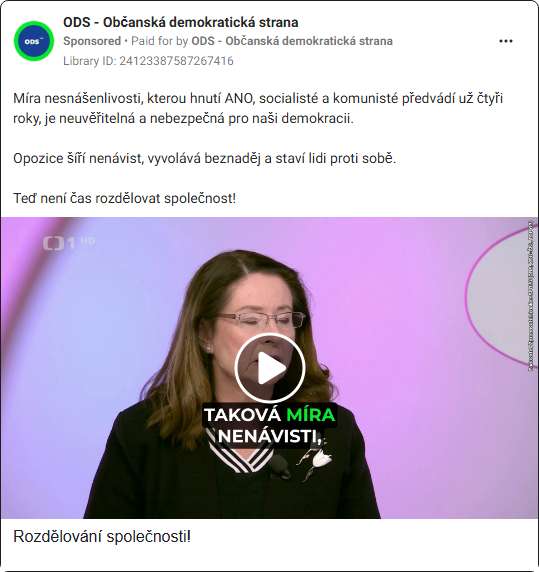 ODS - Občanská demokratická strana
Sponsored • Paid for by ODS - Občanská demokratická strana
Library ID: 24123387587267416
Míra nesnášenlivosti, kterou hnutí ANO, socialisté a komunisté předvádí už čtyři
roky, je neuvěřitelná a nebezpečná pro naši demokracii.
Opozice šíří nenávist, vyvolává beznaděj a staví lidi proti sobě.
Teď není čas rozdělovat společnost!
ODS
1 HD
TAKOVÁ MÍRA
NENÁVISTI,
Rozdělování společnosti!